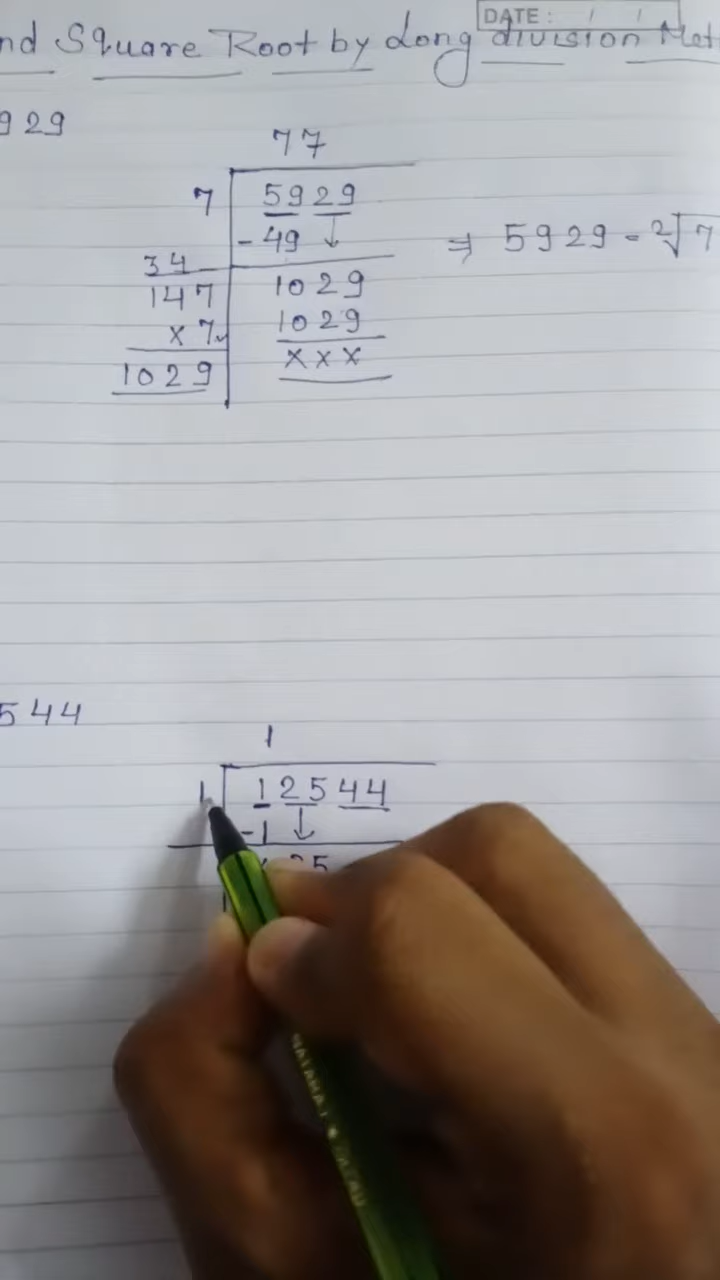 DATE : / /
nd Square Root by Long division Met
929
77
7 5929
- 49 ↓
⇒ 5929 = ²√7
34
147 1029
x 7 1029
1029 x x x
544
1
1 12544
-1 ↓
25